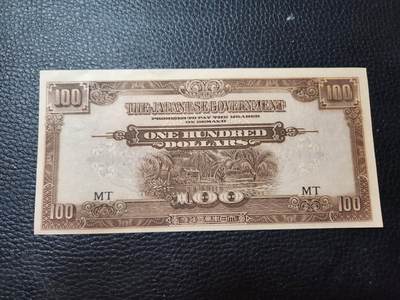 100 100
THE JAPANESE GOVERNMENT
PROMISES TO PAY THE BEARER
ON DEMAND
ONE HUNDRED
DOLLARS
MT MT
100
100 100